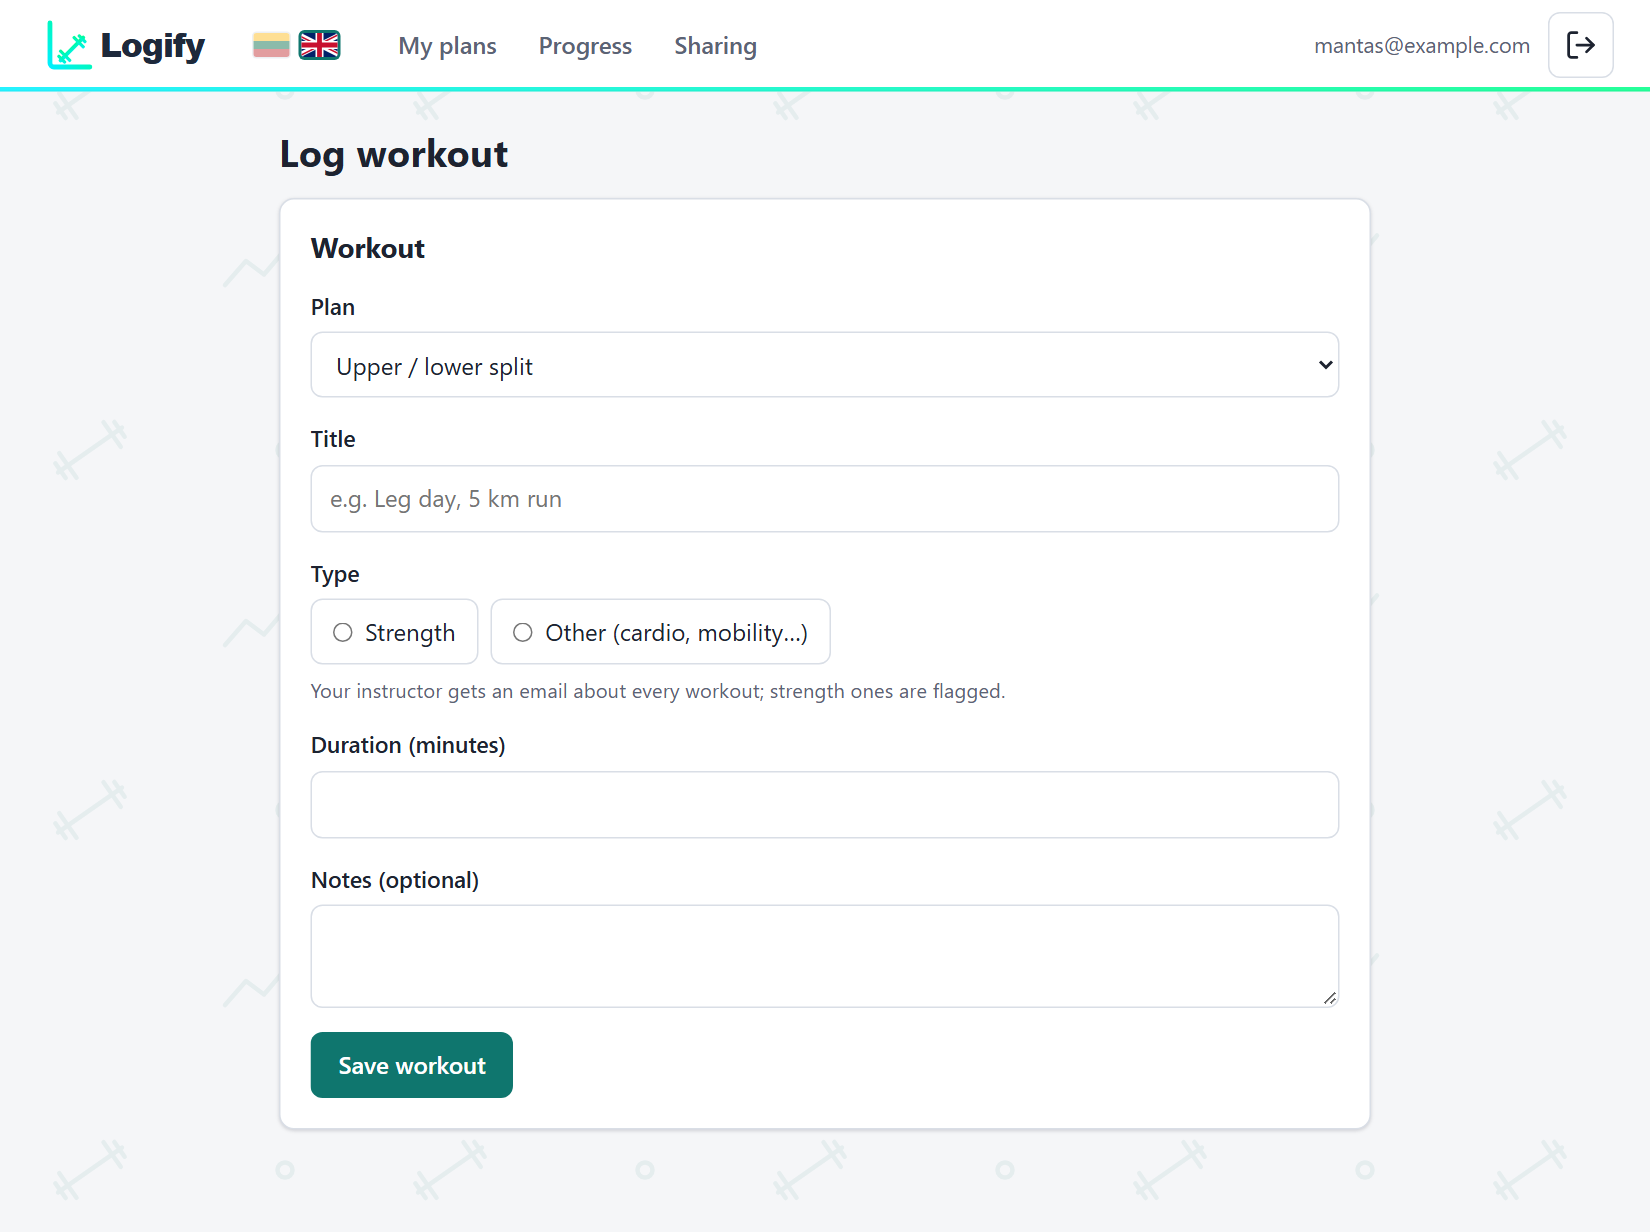 Logify
My plans
Progress
Sharing
mantas@example.com
Log workout
Workout
Plan
Upper / lower split
Title
e.g. Leg day, 5 km run
Type
Strength
Other (cardio, mobility...)
Your instructor gets an email about every workout; strength ones are flagged.
Duration (minutes)
Notes (optional)
Save workout